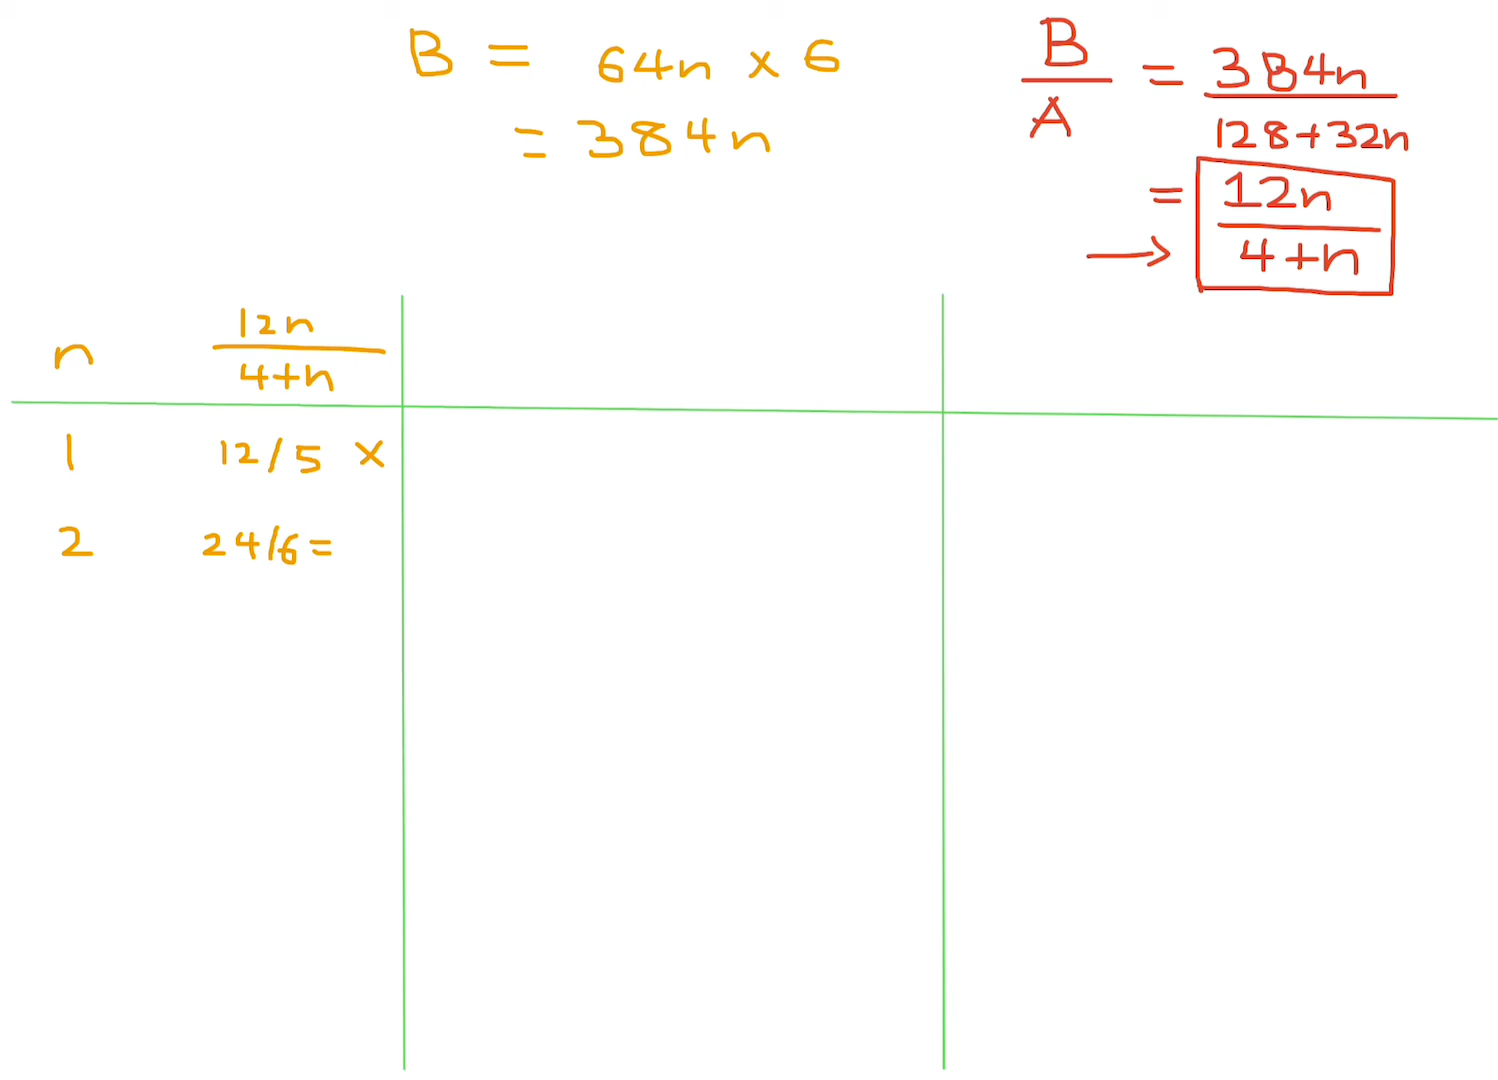 B = 64n × 6
= 384n
B/A = 384n/128+32n
= 12n/4+n
→
n 12n/4+n
1 12/5 ×
2 24/6=